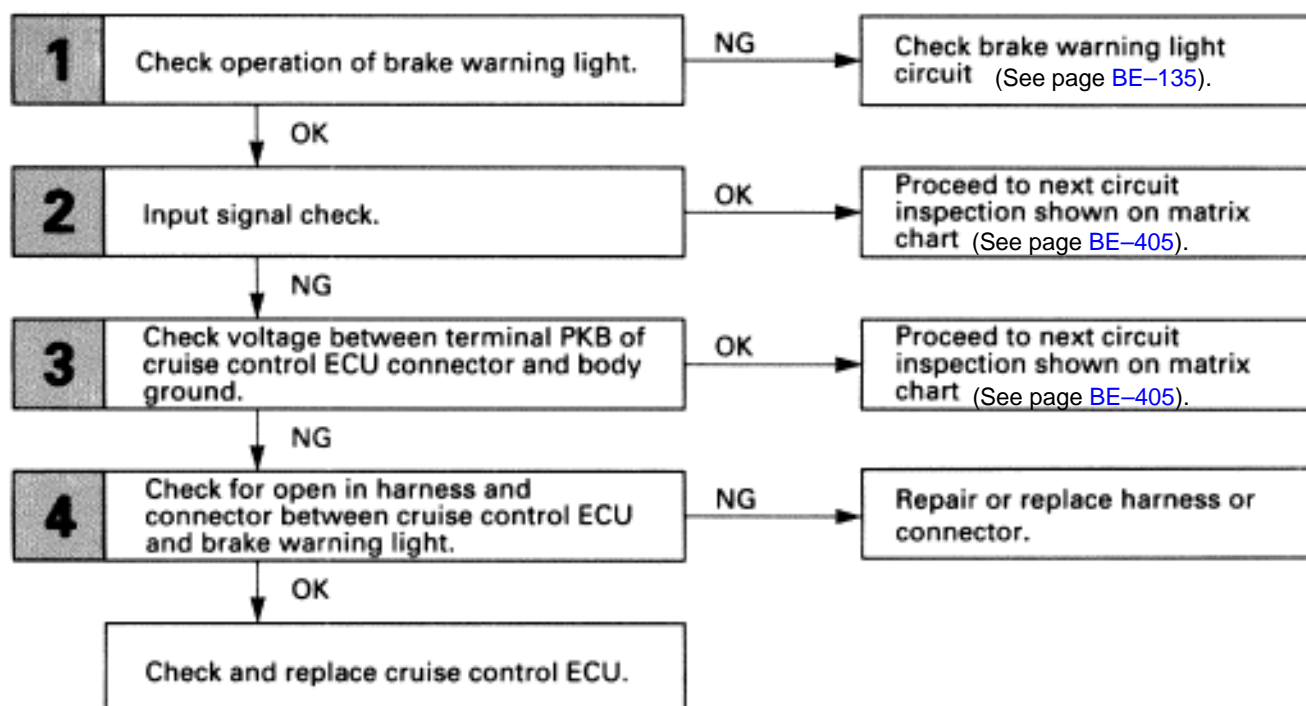 1
Check operation of brake warning light.
NG
Check brake warning light
circuit (See page BE–135).
OK
2
Input signal check.
OK
Proceed to next circuit
inspection shown on matrix
chart (See page BE–405).
NG
3
Check voltage between terminal PKB of
cruise control ECU connector and body
ground.
OK
Proceed to next circuit
inspection shown on matrix
chart (See page BE–405).
NG
4
Check for open in harness and
connector between cruise control ECU
and brake warning light.
NG
Repair or replace harness or
connector.
OK
Check and replace cruise control ECU.